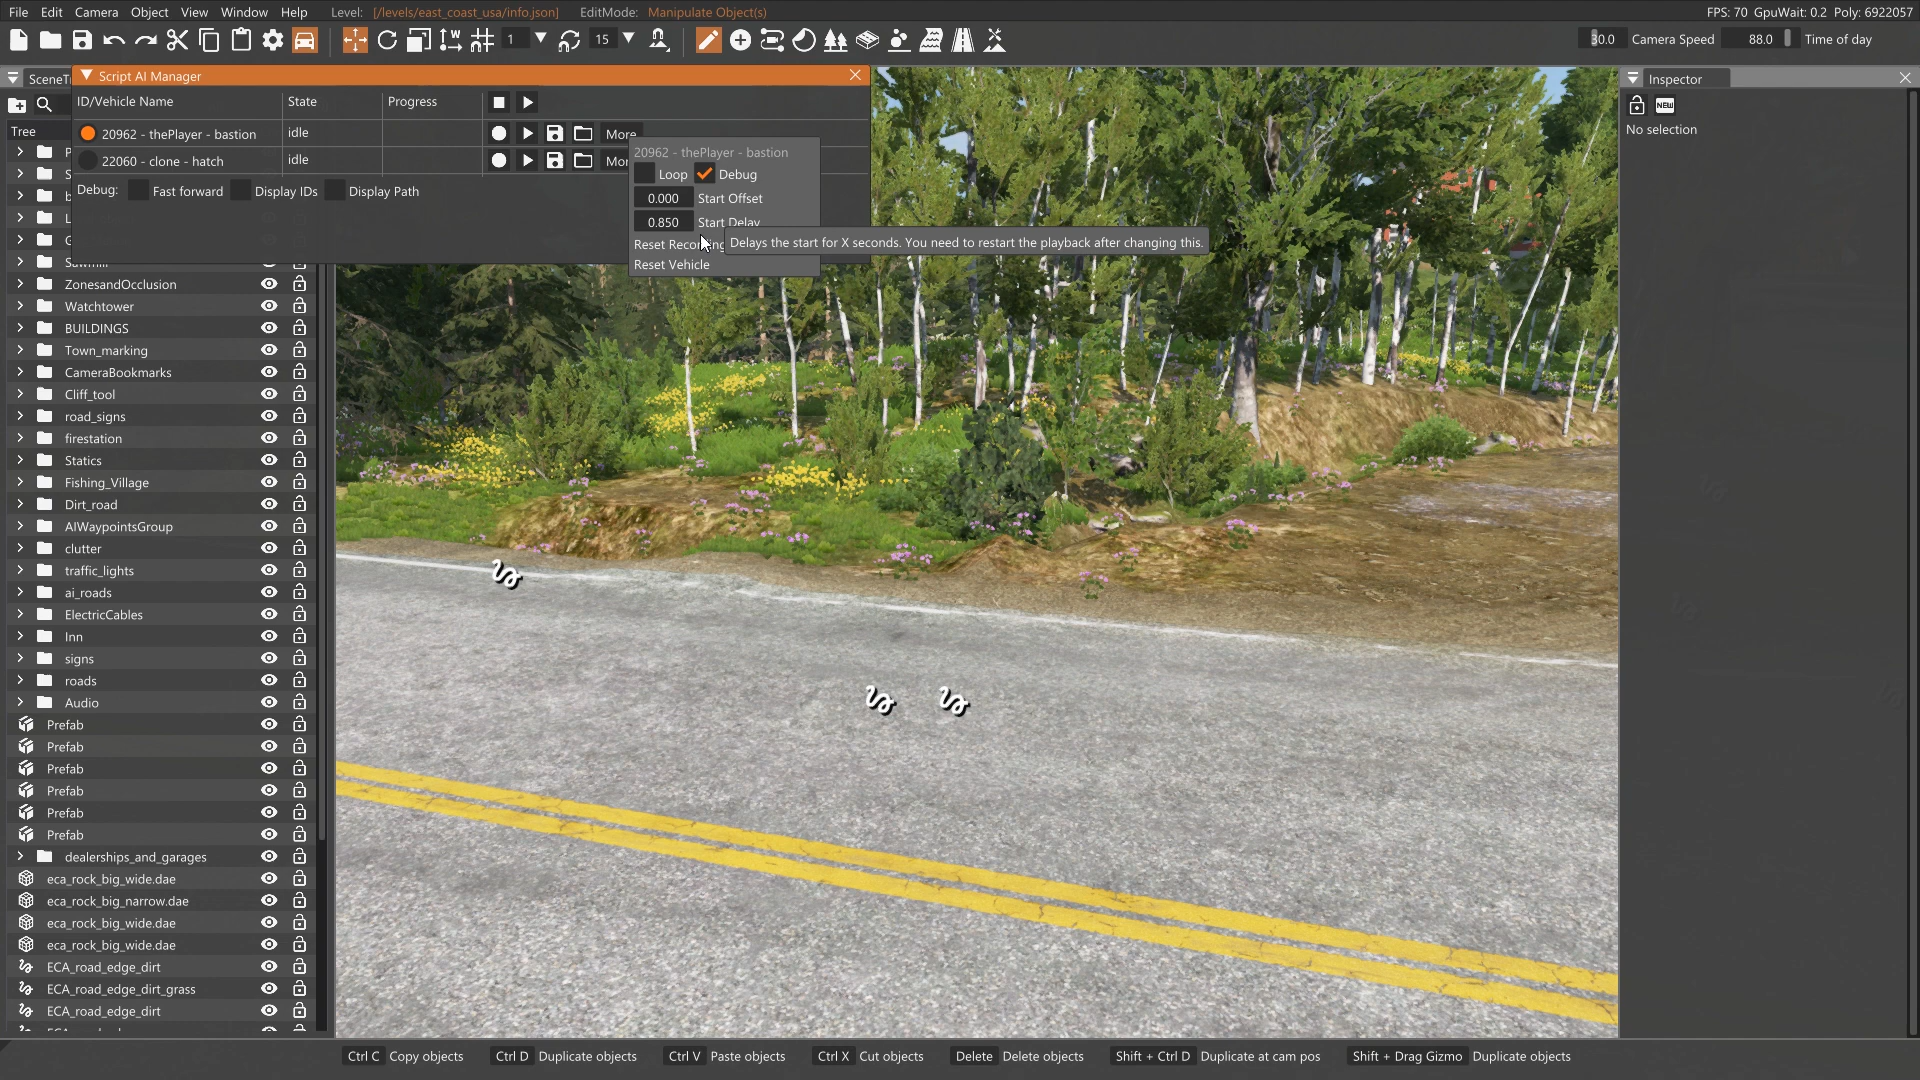 File Edit Camera Object View Window Help Level: [/levels/east_coast_usa/info.json] EditMode: Manipulate Object(s) FPS: 70 GpuWait: 0.2 Poly: 6922057
1 15 30.0 Camera Speed 88.0 Time of day
Script AI Manager
ID/Vehicle Name State Progress
20962 - thePlayer - bastion idle More
22060 - clone - hatch idle
Debug: Fast forward Display IDs Display Path
20962 - thePlayer - bastion
Loop Debug
0.000 Start Offset
0.850 Start Delay
Delays the start for X seconds. You need to restart the playback after changing this.
Reset Vehicle
Tree
ZonesandOcclusion
Watchtower
BUILDINGS
Town_marking
CameraBookmarks
Cliff_tool
road_signs
firestation
Statics
Fishing_Village
Dirt_road
AIWaypointsGroup
clutter
traffic_lights
ai_roads
ElectricCables
Inn
signs
roads
Audio
Prefab
Prefab
Prefab
Prefab
Prefab
Prefab
dealerships_and_garages
eca_rock_big_wide.dae
eca_rock_big_narrow.dae
eca_rock_big_wide.dae
eca_rock_big_wide.dae
ECA_road_edge_dirt
ECA_road_edge_dirt_grass
ECA_road_edge_dirt
Inspector
NEW
No selection
Ctrl C Copy objects Ctrl D Duplicate objects Ctrl V Paste objects Ctrl X Cut objects Delete Delete objects Shift + Ctrl D Duplicate at cam pos Shift + Drag Gizmo Duplicate objects